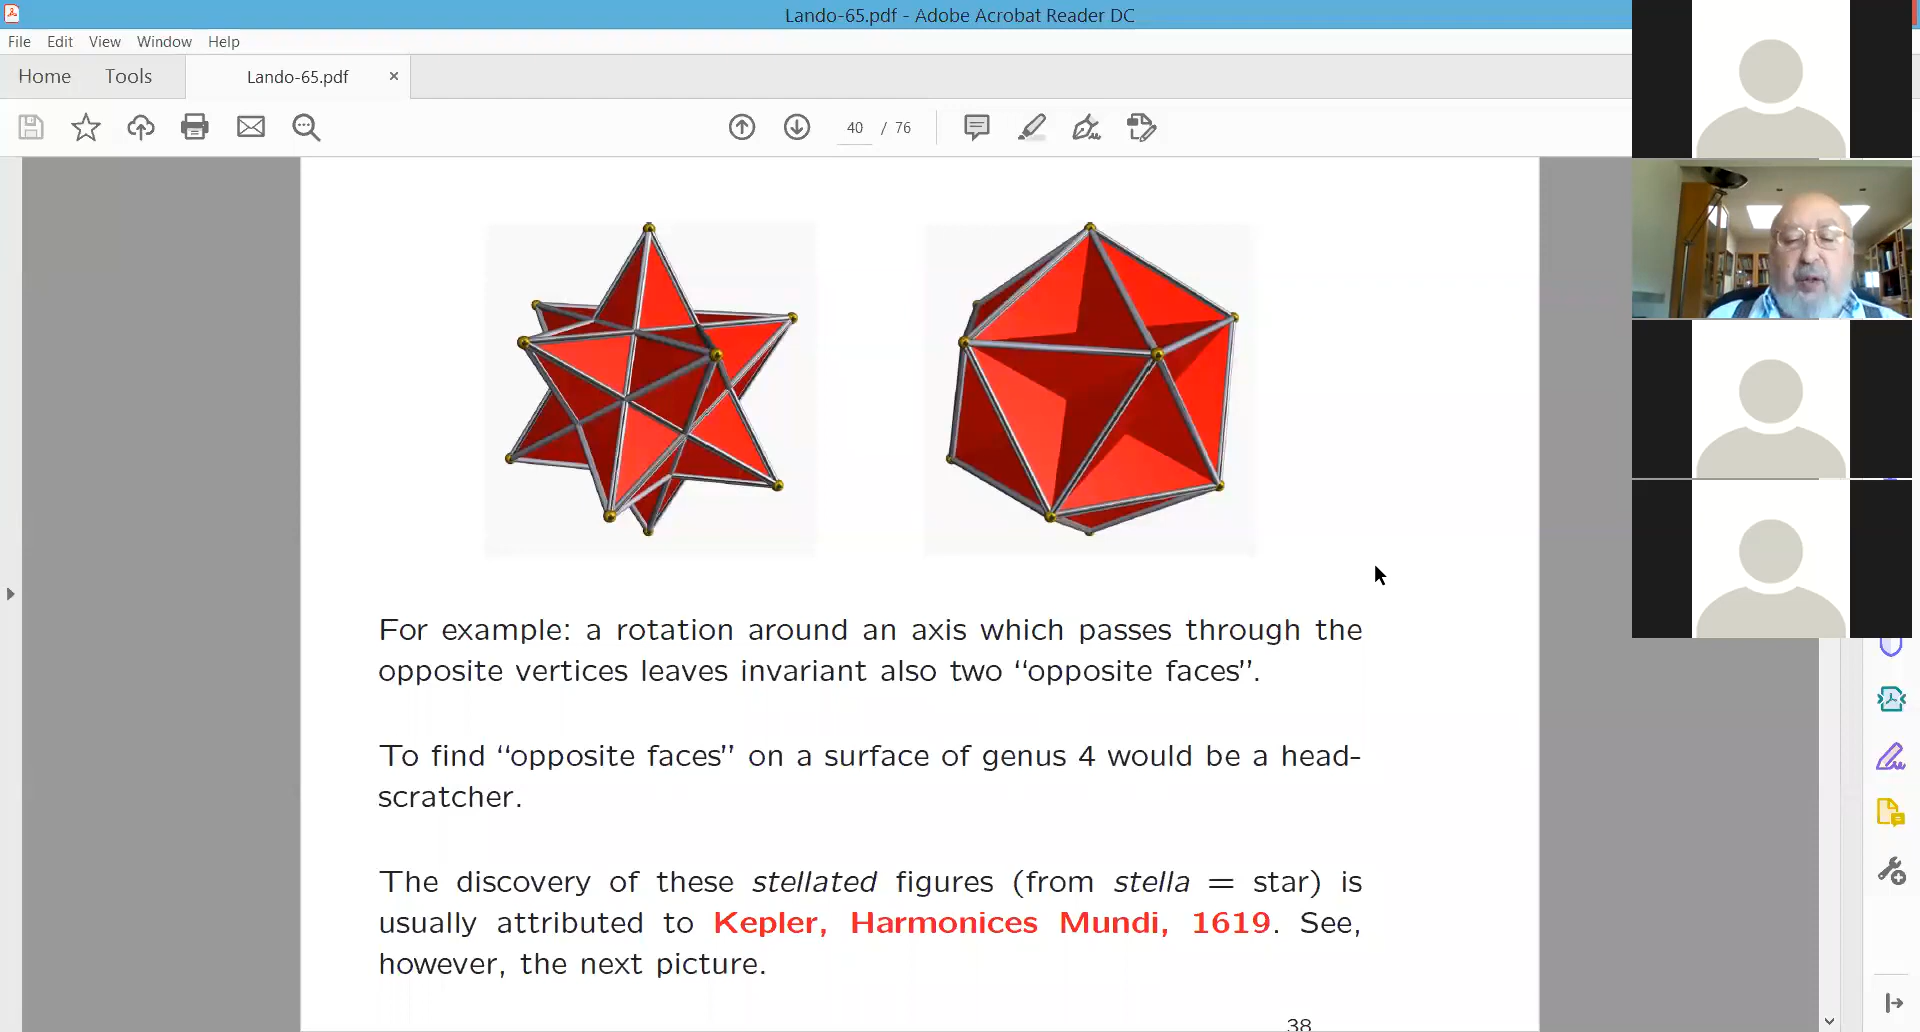 Lando-65.pdf - Adobe Acrobat Reader DC
File Edit View Window Help
Home Tools Lando-65.pdf ×
40 / 76
For example: a rotation around an axis which passes through the
opposite vertices leaves invariant also two “opposite faces”.
To find “opposite faces” on a surface of genus 4 would be a head-
scratcher.
The discovery of these stellated figures (from stella = star) is
usually attributed to Kepler, Harmonices Mundi, 1619. See,
however, the next picture.
38